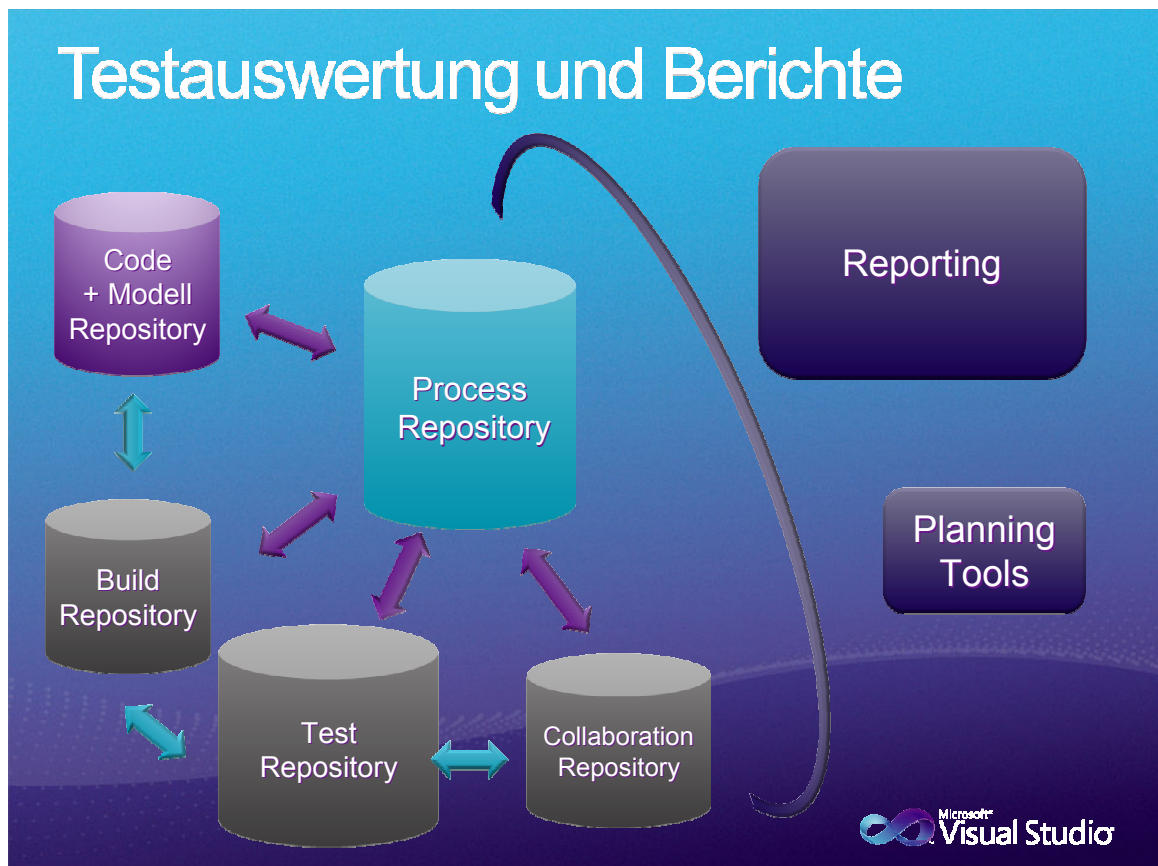 Testauswertung und Berichte
Code
+ Modell
Repository
Process
Repository
Reporting
Build
Repository
Planning
Tools
Test
Repository
Collaboration
Repository
Microsoft®
Visual Studio